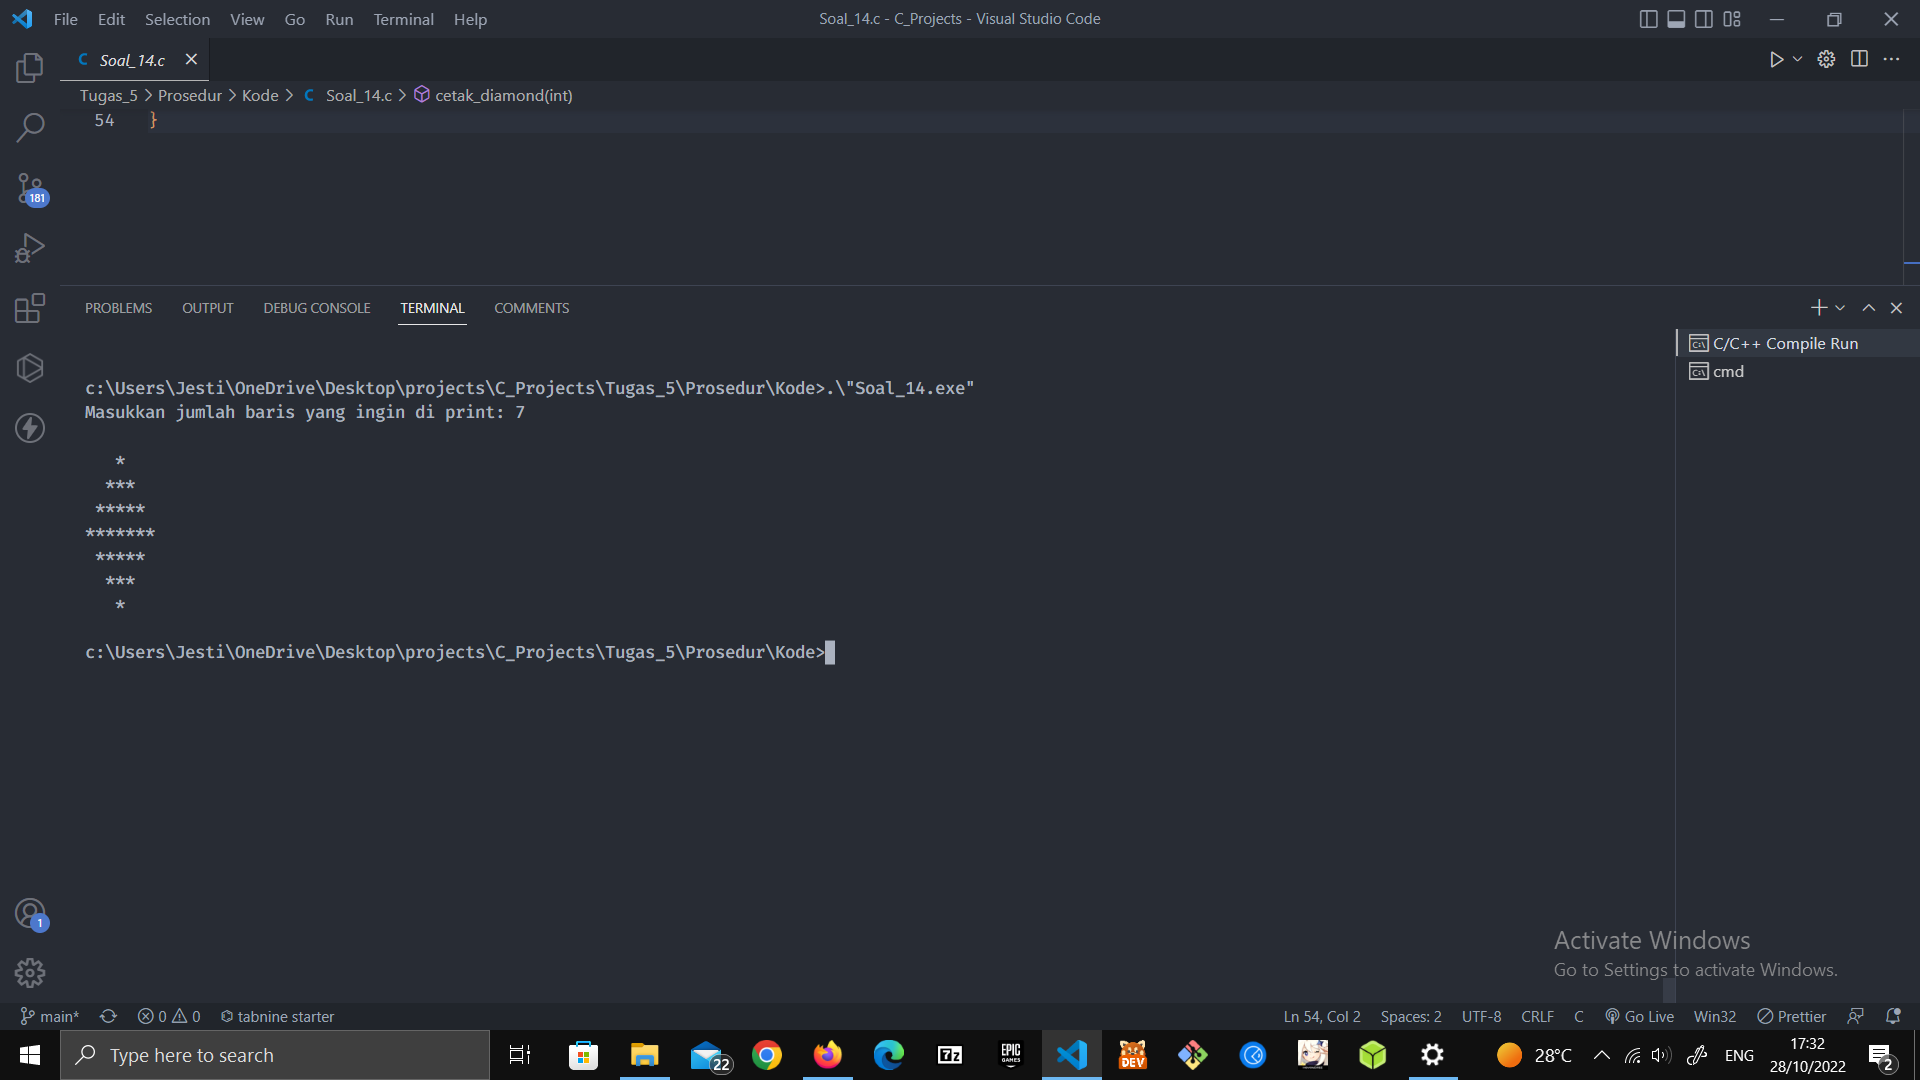 File Edit Selection View Go Run Terminal Help
Soal_14.c - C_Projects - Visual Studio Code
C Soal_14.c
Tugas_5 > Prosedur > Kode > C Soal_14.c > cetak_diamond(int)
54 }
181
PROBLEMS OUTPUT DEBUG CONSOLE TERMINAL COMMENTS
C/C++ Compile Run
cmd
c:\Users\Jesti\OneDrive\Desktop\projects\C_Projects\Tugas_5\Prosedur\Kode>.\"Soal_14.exe"
Masukkan jumlah baris yang ingin di print: 7
   *
  ***
 *****
*******
 *****
  ***
   *
c:\Users\Jesti\OneDrive\Desktop\projects\C_Projects\Tugas_5\Prosedur\Kode>
1
Activate Windows
Go to Settings to activate Windows.
main* 0 0 tabnine starter
Ln 54, Col 2 Spaces: 2 UTF-8 CRLF C Go Live Win32 Prettier
Type here to search
22
7z
EPIC GAMES
DEV
28°C
ENG
17:32
28/10/2022
2